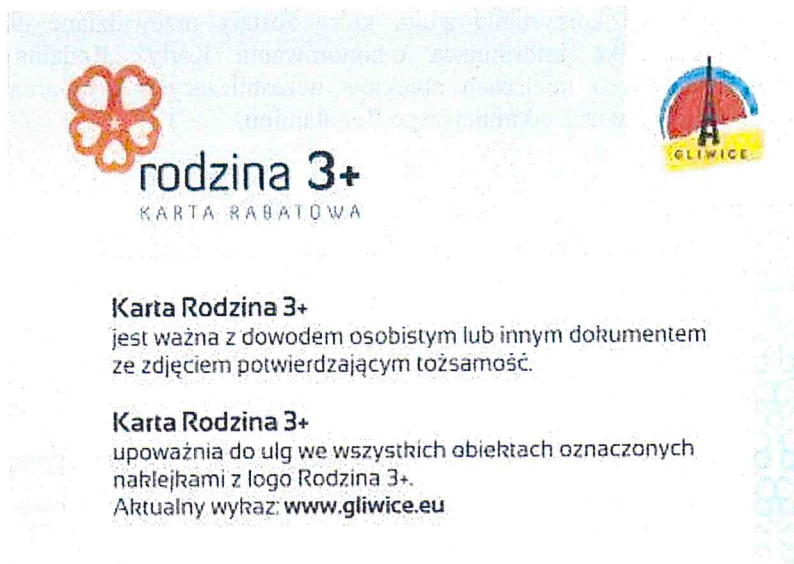 rodzina 3+
KARTA RABATOWA
GLIWICE
Karta Rodzina 3+
jest ważna z dowodem osobistym lub innym dokumentem
ze zdjęciem potwierdzającym tożsamość.
Karta Rodzina 3+
upoważnia do ulg we wszystkich obiektach oznaczonych
naklejkami z logo Rodzina 3+.
Aktualny wykaz: www.gliwice.eu